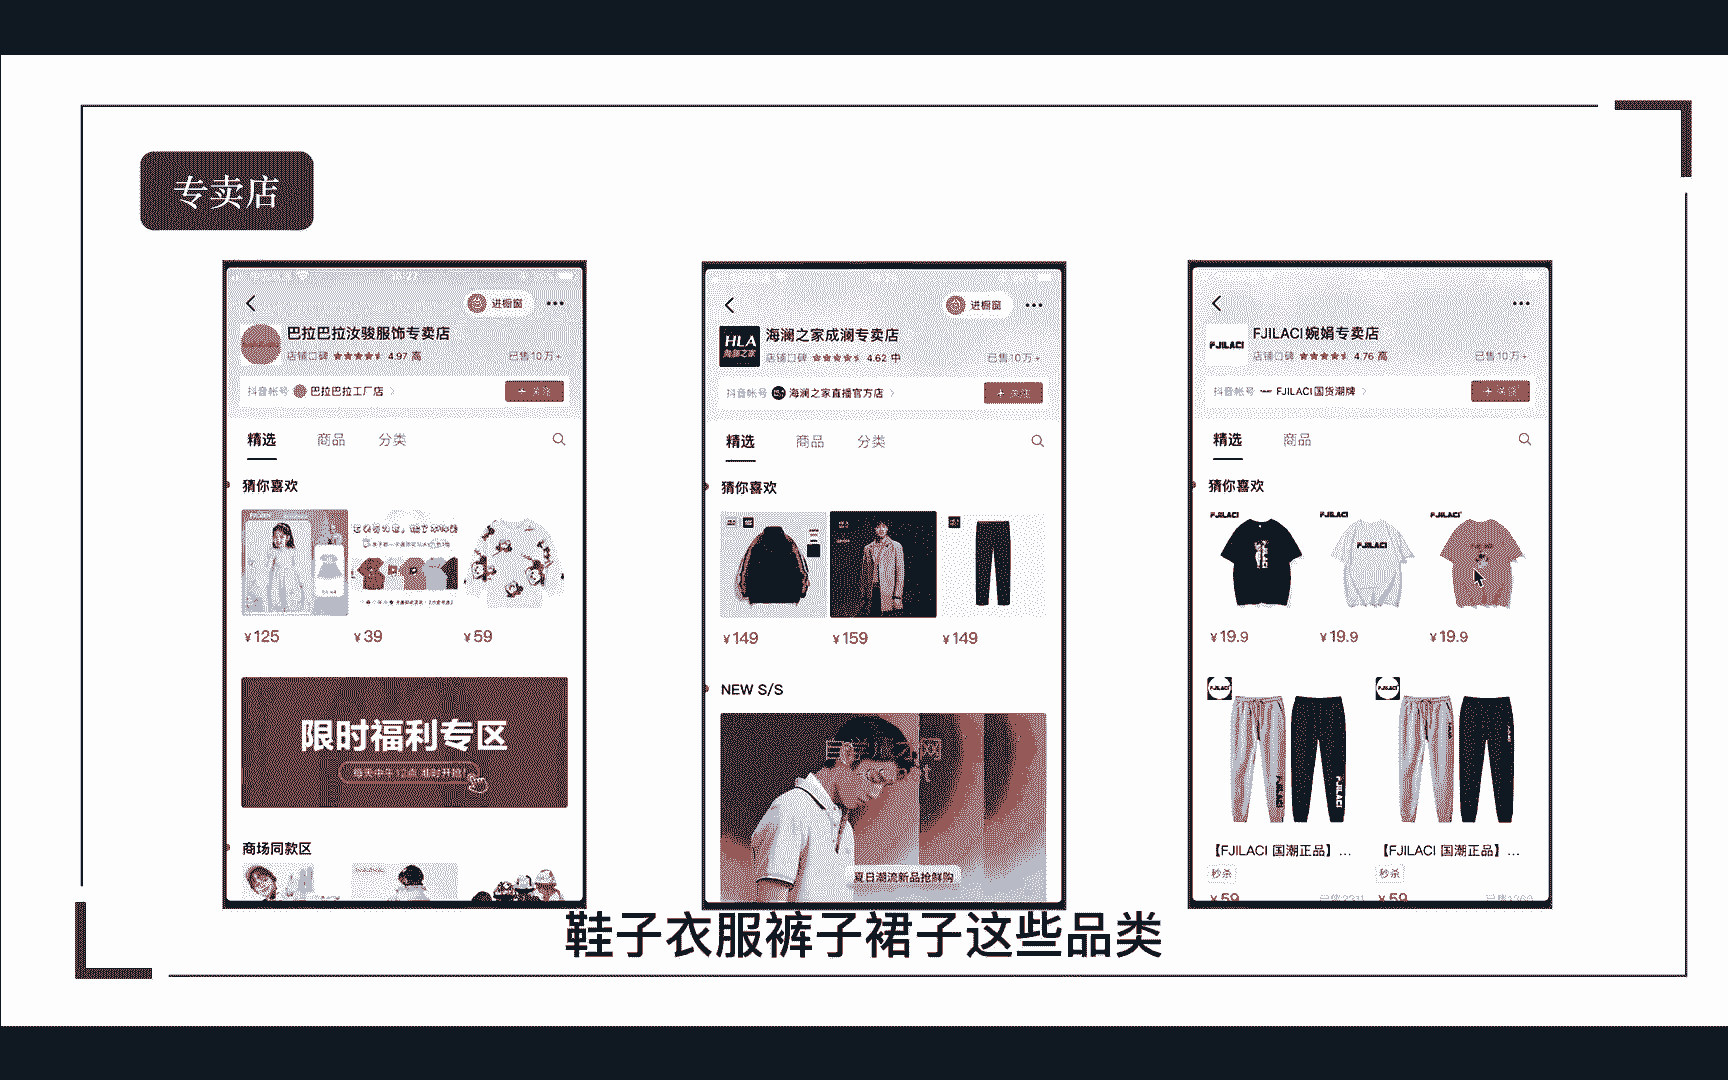 专卖店
进橱窗
巴拉巴拉汝骏服饰专卖店
店铺口碑 4.97 高
已售10万+
抖音帐号 巴拉巴拉工厂店
+ 关注
精选 商品 分类
猜你喜欢
¥125 ¥39 ¥59
限时福利专区
每天中午12点 准时开抢
商场同款区
进橱窗
HLA
海澜之家
海澜之家成澜专卖店
店铺口碑 4.62 中
已售10万+
抖音帐号 海澜之家直播官方店
+ 关注
精选 商品 分类
猜你喜欢
¥149 ¥159 ¥149
NEW S/S
自学成才网
夏日潮流新品抢鲜购
FJILACI
FJILACI婉娟专卖店
店铺口碑 4.76 高
已售10万+
抖音帐号 FJILACI国货潮牌
+ 关注
精选 商品
猜你喜欢
FJILACI FJILACI FJILACI
FJILACI
¥19.9 ¥19.9 ¥19.9
FJILACI FJILACI
【FJILACI 国潮正品】... 【FJILACI 国潮正品】...
秒杀 秒杀
¥59 ¥59
鞋子衣服裤子裙子这些品类